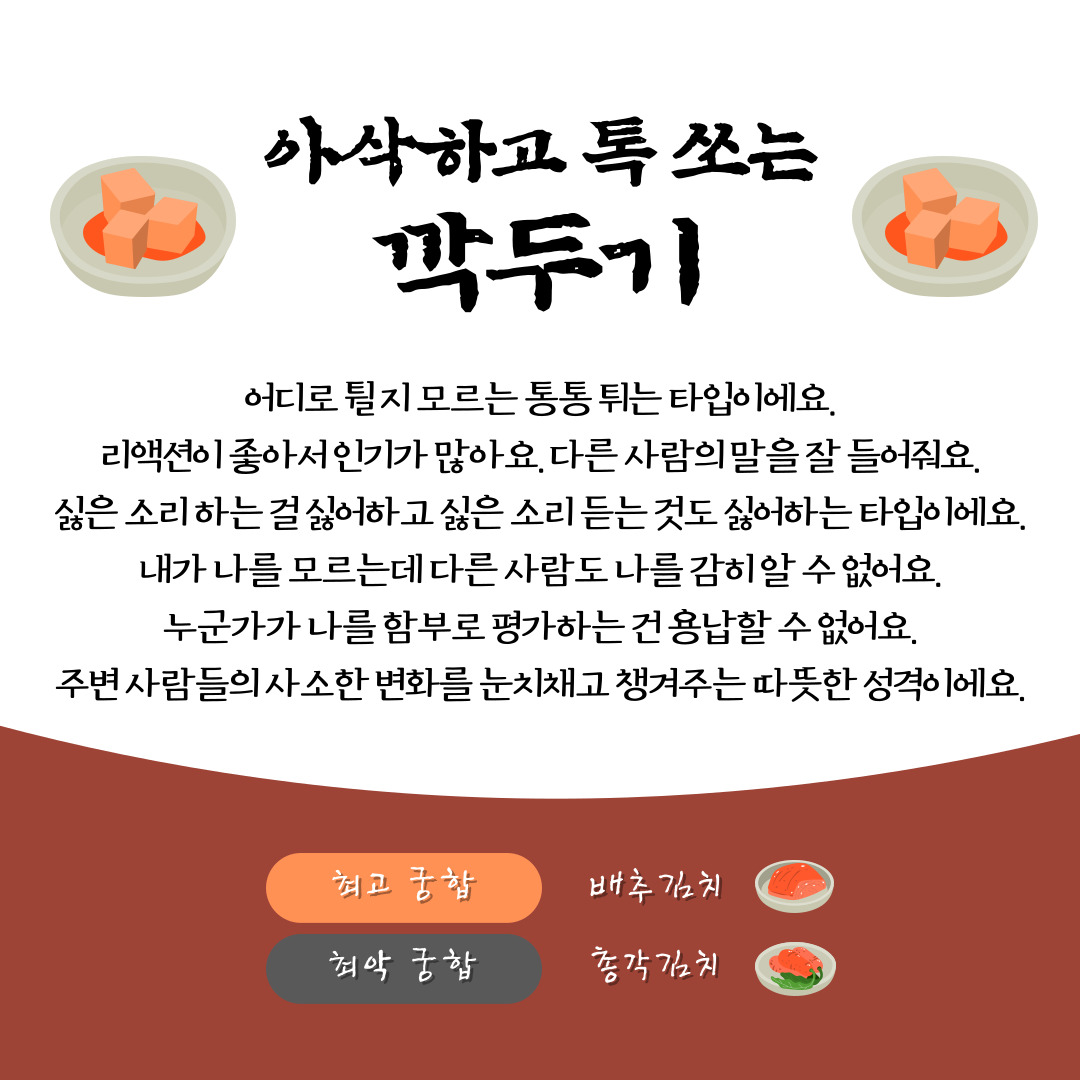 아삭하고 톡 쏘는
깍두기
어디로 튈지 모르는 통통 튀는 타입이에요.
리액션이 좋아서 인기가 많아요. 다른 사람의 말을 잘 들어줘요.
싫은 소리 하는 걸 싫어하고 싫은 소리 듣는 것도 싫어하는 타입이에요.
내가 나를 모르는데 다른 사람도 나를 감히 알 수 없어요.
누군가가 나를 함부로 평가하는 건 용납할 수 없어요.
주변 사람들의 사소한 변화를 눈치채고 챙겨주는 따뜻한 성격이에요.
최고 궁합 배추김치
최악 궁합 총각김치